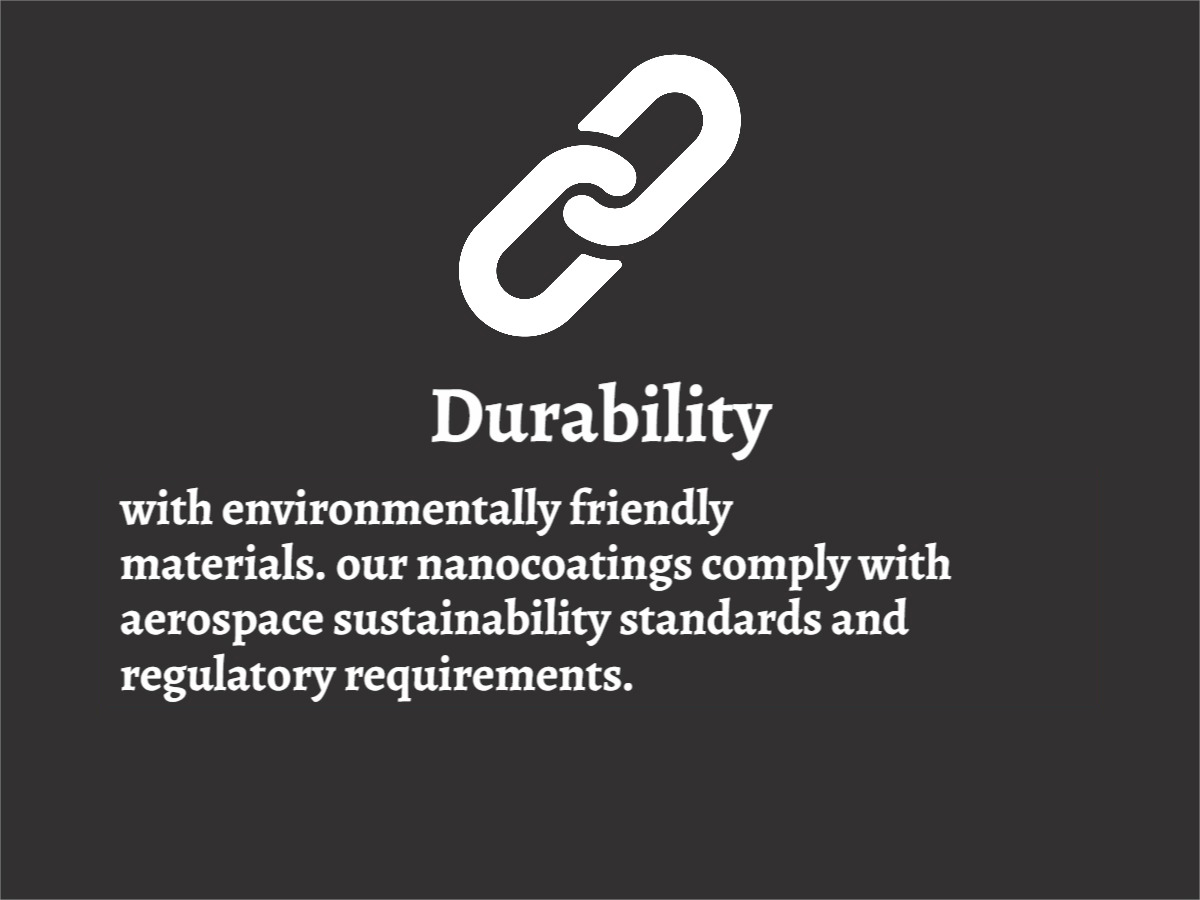 Durability
with environmentally friendly
materials. our nanocoatings comply with
aerospace sustainability standards and
regulatory requirements.